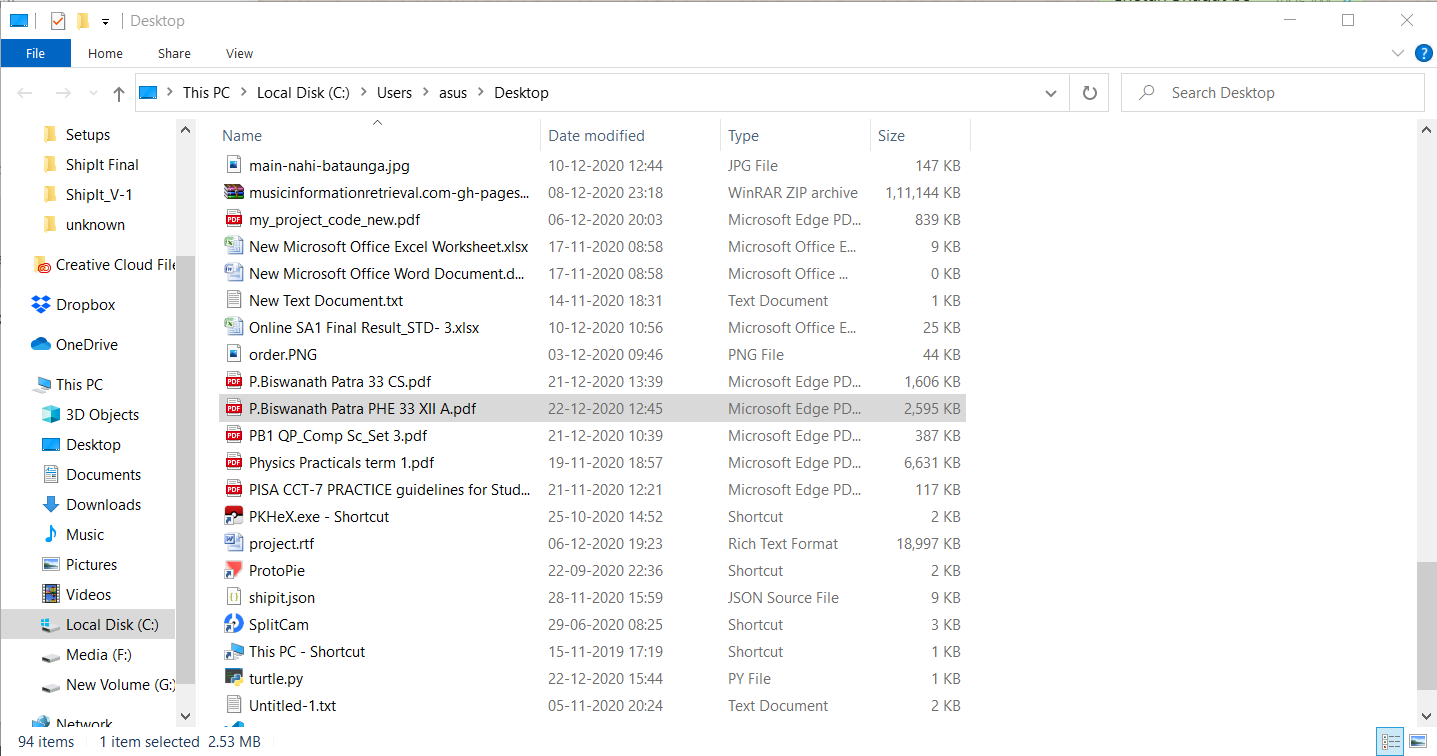 Desktop
File Home Share View
This PC Local Disk (C:) Users asus Desktop Search Desktop
Setups
ShipIt Final
ShipIt_V-1
unknown
Creative Cloud File
Dropbox
OneDrive
This PC
3D Objects
Desktop
Documents
Downloads
Music
Pictures
Videos
Local Disk (C:)
Media (F:)
New Volume (G:)
Network
Name Date modified Type Size
main-nahi-bataunga.jpg 10-12-2020 12:44 JPG File 147 KB
musicinformationretrieval.com-gh-pages... 08-12-2020 23:18 WinRAR ZIP archive 1,11,144 KB
my_project_code_new.pdf 06-12-2020 20:03 Microsoft Edge PD... 839 KB
New Microsoft Office Excel Worksheet.xlsx 17-11-2020 08:58 Microsoft Office E... 9 KB
New Microsoft Office Word Document.d... 17-11-2020 08:58 Microsoft Office ... 0 KB
New Text Document.txt 14-11-2020 18:31 Text Document 1 KB
Online SA1 Final Result_STD- 3.xlsx 10-12-2020 10:56 Microsoft Office E... 25 KB
order.PNG 03-12-2020 09:46 PNG File 44 KB
P.Biswanath Patra 33 CS.pdf 21-12-2020 13:39 Microsoft Edge PD... 1,606 KB
P.Biswanath Patra PHE 33 XII A.pdf 22-12-2020 12:45 Microsoft Edge PD... 2,595 KB
PB1 QP_Comp Sc_Set 3.pdf 21-12-2020 10:39 Microsoft Edge PD... 387 KB
Physics Practicals term 1.pdf 19-11-2020 18:57 Microsoft Edge PD... 6,631 KB
PISA CCT-7 PRACTICE guidelines for Stud... 21-11-2020 12:21 Microsoft Edge PD... 117 KB
PKHeX.exe - Shortcut 25-10-2020 14:52 Shortcut 2 KB
project.rtf 06-12-2020 19:23 Rich Text Format 18,997 KB
ProtoPie 22-09-2020 22:36 Shortcut 2 KB
shipit.json 28-11-2020 15:59 JSON Source File 9 KB
SplitCam 29-06-2020 08:25 Shortcut 3 KB
This PC - Shortcut 15-11-2019 17:19 Shortcut 1 KB
turtle.py 22-12-2020 15:44 PY File 1 KB
Untitled-1.txt 05-11-2020 20:24 Text Document 2 KB
94 items 1 item selected 2.53 MB